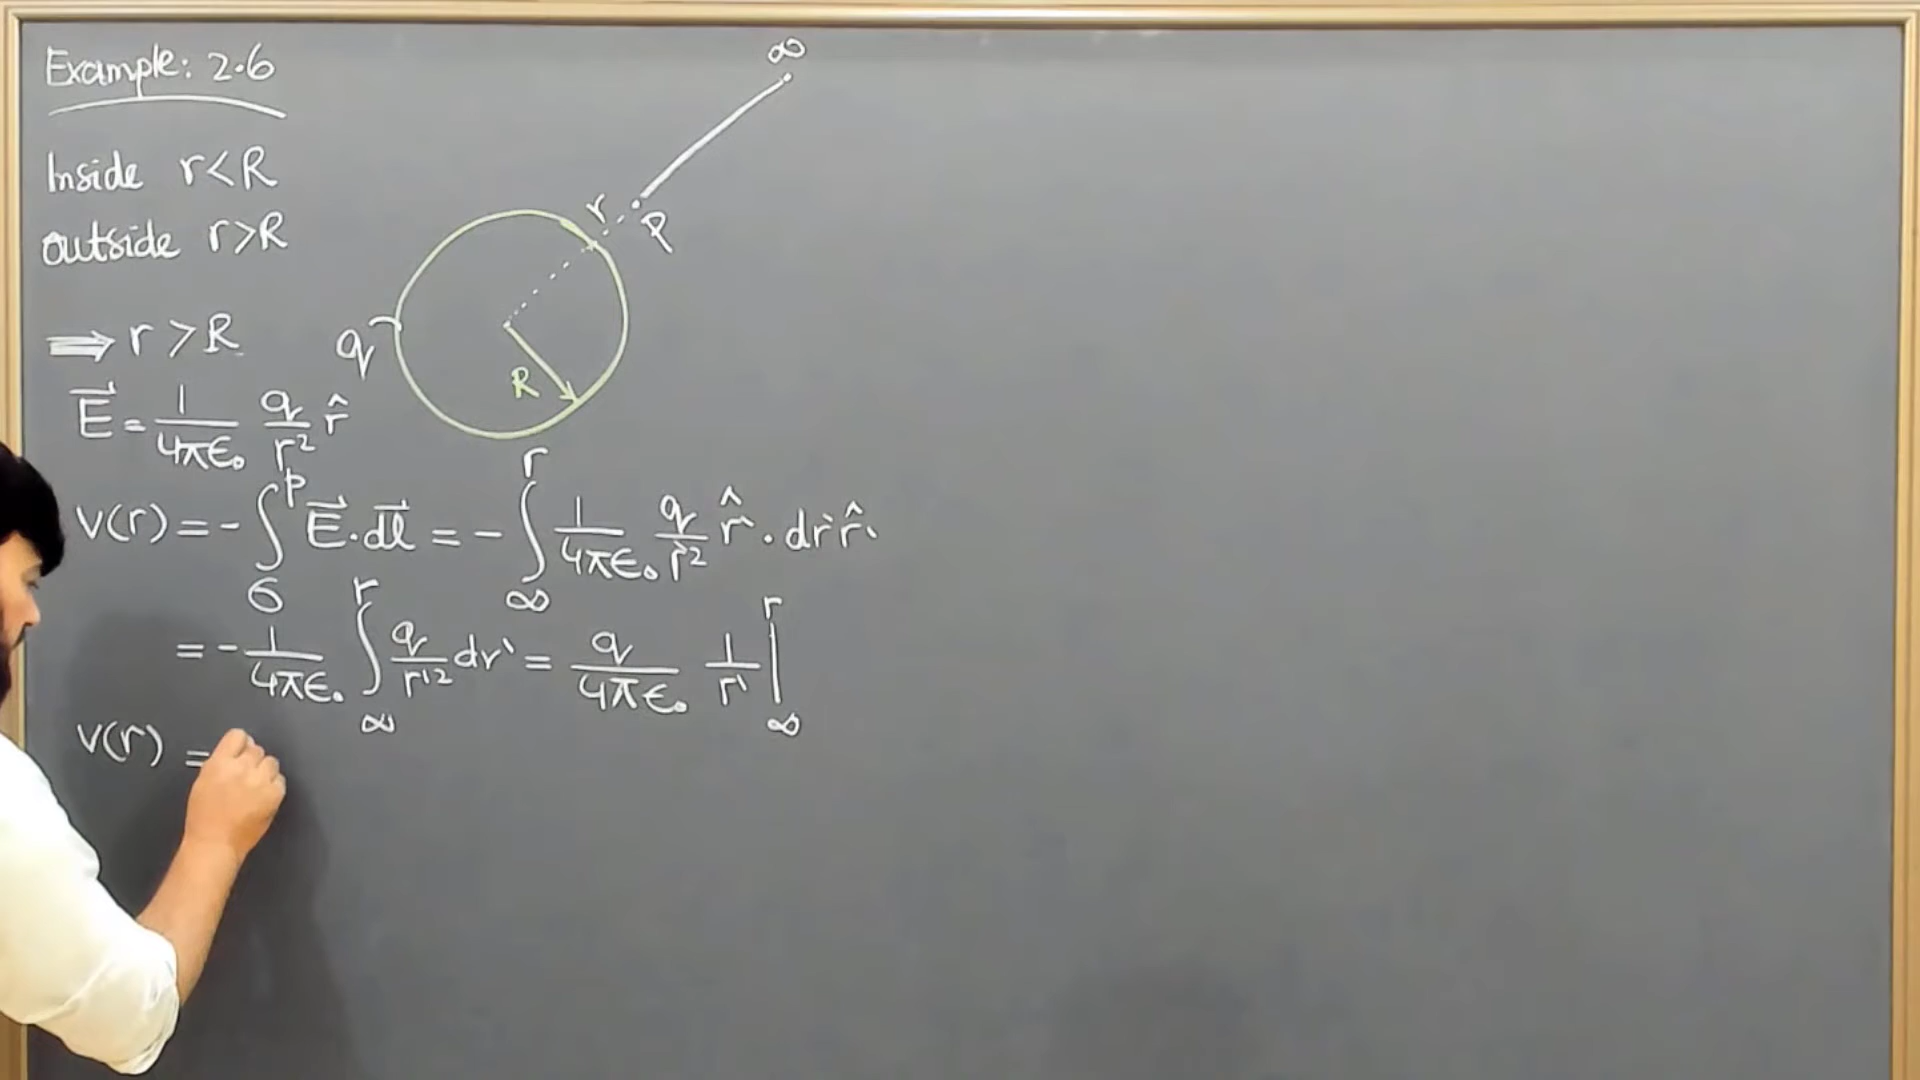 Example: 2.6
Inside r<R
outside r>R
⟹ r > R
E⃗ = 1/4πϵ₀ q/r² r̂
V(r) = - ∫₆ᵖ E⃗·dl⃗ = - ∫_∞^r 1/4πϵ₀ q/r'² r̂ · dr' r̂
= - 1/4πϵ₀ ∫_∞^r q/r'² dr' = q/4πϵ₀ 1/r' |_∞^r
V(r) =
∞
r
P
q
R